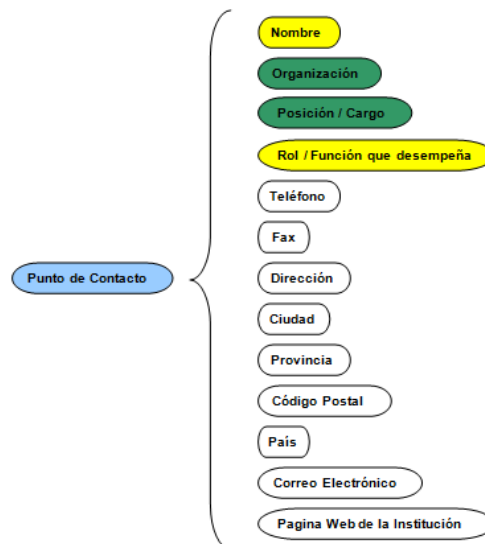 Nombre
Organización
Posición / Cargo
Rol / Función que desempeña
Teléfono
Fax
Punto de Contacto
Dirección
Ciudad
Provincia
Código Postal
País
Correo Electrónico
Pagina Web de la Institución